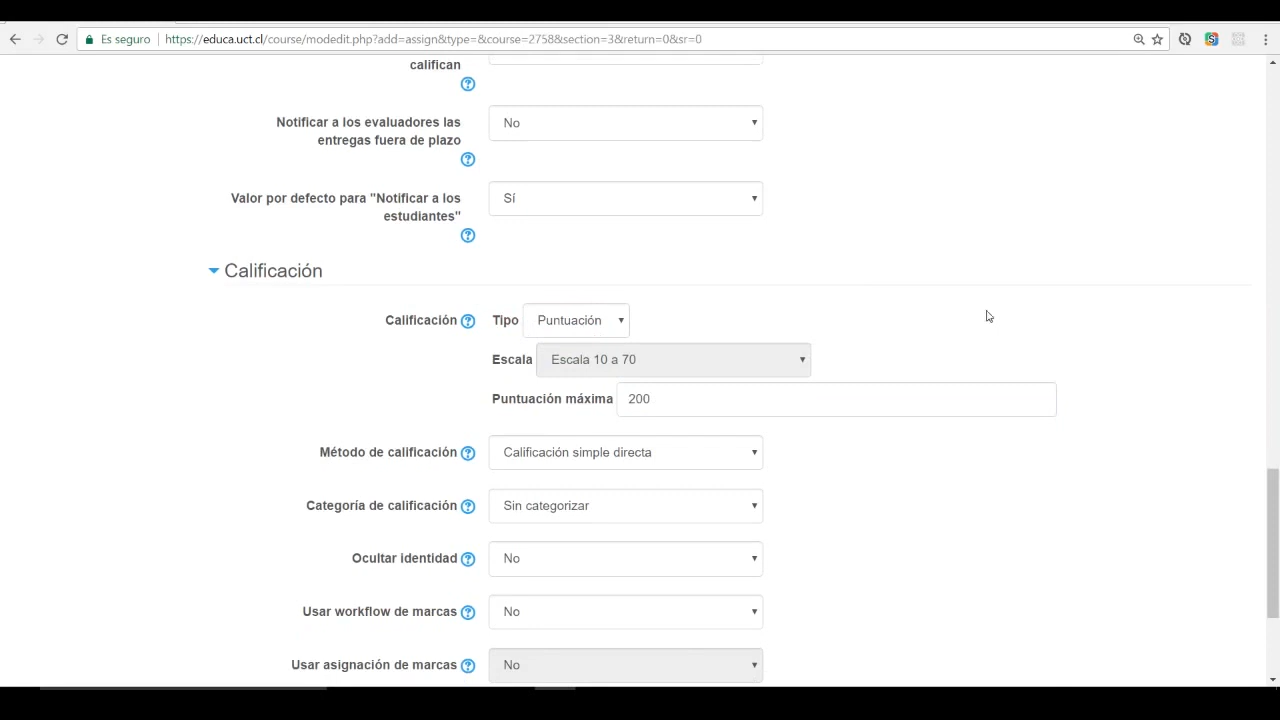 Es seguro https://educa.uct.cl/course/modedit.php?add=assign&type=&course=2758&section=3&return=0&sr=0
califican
Notificar a los evaluadores las
entregas fuera de plazo
No
Valor por defecto para "Notificar a los
estudiantes"
Sí
Calificación
Calificación Tipo Puntuación
Escala Escala 10 a 70
Puntuación máxima 200
Método de calificación Calificación simple directa
Categoría de calificación Sin categorizar
Ocultar identidad No
Usar workflow de marcas No
Usar asignación de marcas No